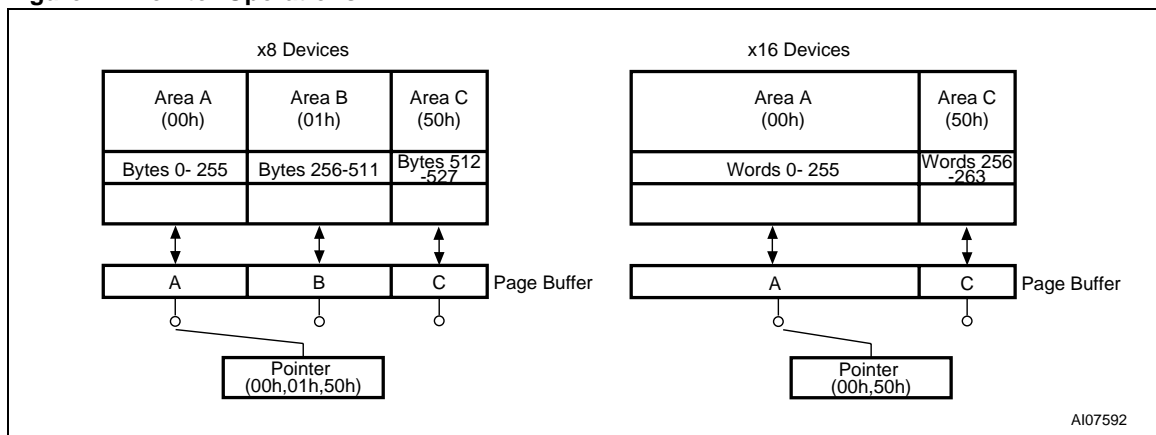 x8 Devices
Area A
(00h)
Area B
(01h)
Area C
(50h)
Bytes 0- 255
Bytes 256-511
Bytes 512
-527
A
B
C
Page Buffer
Pointer
(00h,01h,50h)
x16 Devices
Area A
(00h)
Area C
(50h)
Words 0- 255
Words 256
-263
A
C
Page Buffer
Pointer
(00h,50h)
AI07592